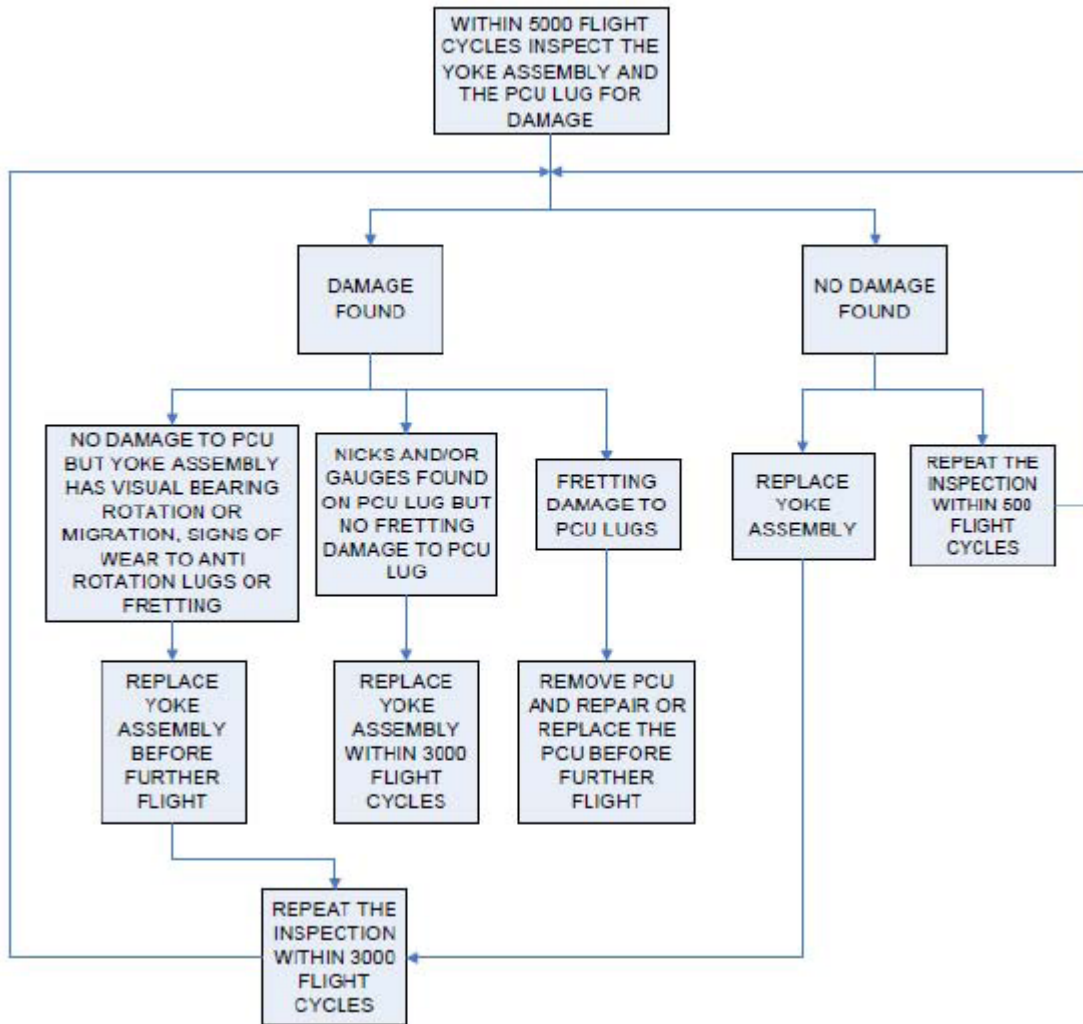 WITHIN 5000 FLIGHT
CYCLES INSPECT THE
YOKE ASSEMBLY AND
THE PCU LUG FOR
DAMAGE
DAMAGE
FOUND
NO DAMAGE
FOUND
NO DAMAGE TO PCU
BUT YOKE ASSEMBLY
HAS VISUAL BEARING
ROTATION OR
MIGRATION, SIGNS OF
WEAR TO ANTI
ROTATION LUGS OR
FRETTING
NICKS AND/OR
GAUGES FOUND
ON PCU LUG BUT
NO FRETTING
DAMAGE TO PCU
LUG
FRETTING
DAMAGE TO
PCU LUGS
REPLACE
YOKE
ASSEMBLY
REPEAT THE
INSPECTION
WITHIN 500
FLIGHT
CYCLES
REPLACE
YOKE
ASSEMBLY
BEFORE
FURTHER
FLIGHT
REPLACE
YOKE
ASSEMBLY
WITHIN 3000
FLIGHT
CYCLES
REMOVE PCU
AND REPAIR OR
REPLACE THE
PCU BEFORE
FURTHER
FLIGHT
REPEAT THE
INSPECTION
WITHIN 3000
FLIGHT
CYCLES